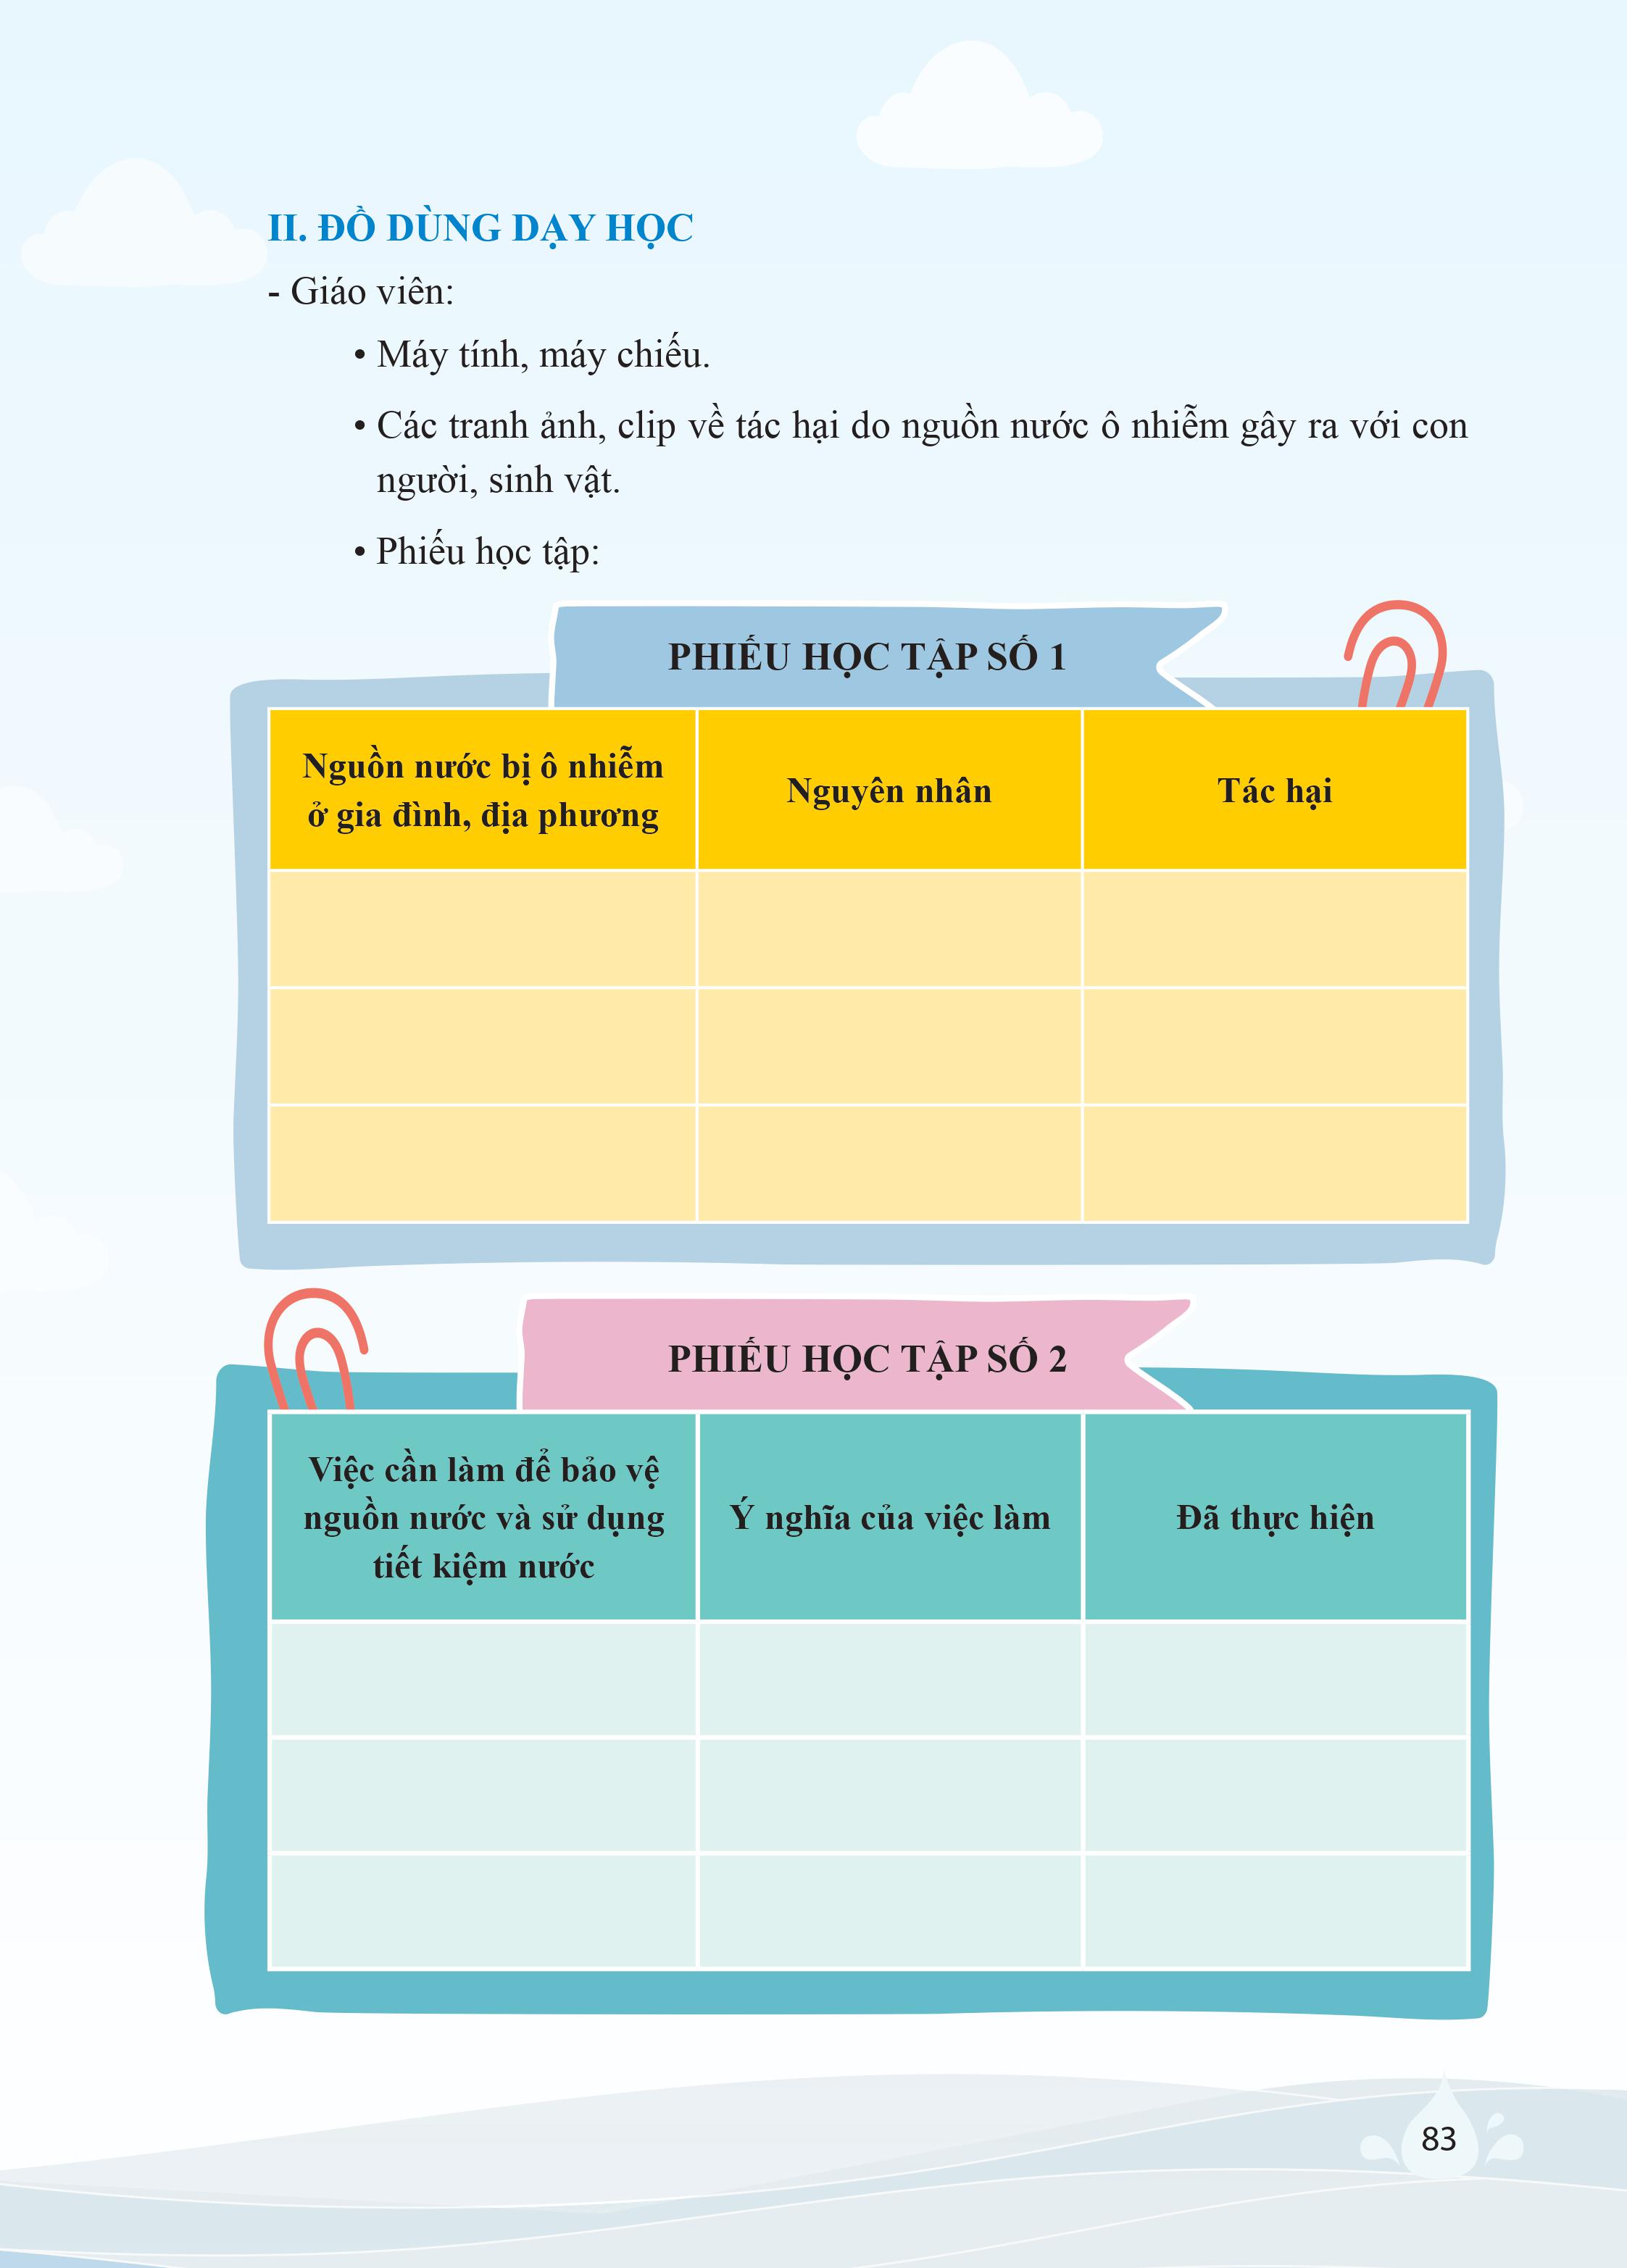 II. ĐỒ DÙNG DẠY HỌC
- Giáo viên:
• Máy tính, máy chiếu.
• Các tranh ảnh, clip về tác hại do nguồn nước ô nhiễm gây ra với con
người, sinh vật.
• Phiếu học tập:
PHIẾU HỌC TẬP SỐ 1
Nguồn nước bị ô nhiễm
ở gia đình, địa phương
Nguyên nhân
Tác hại
PHIẾU HỌC TẬP SỐ 2
Việc cần làm để bảo vệ
nguồn nước và sử dụng
tiết kiệm nước
Ý nghĩa của việc làm
Đã thực hiện
83